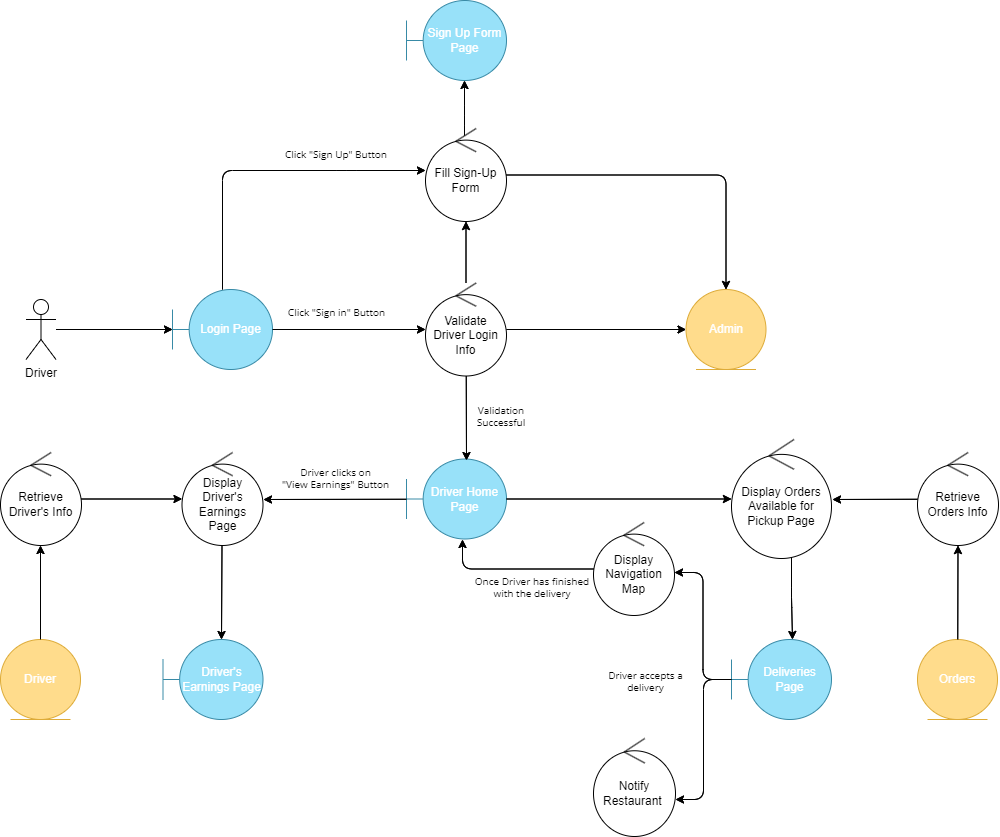 Sign Up Form
Page
Click "Sign Up" Button
Fill Sign-Up
Form
Driver
Login Page
Click "Sign in" Button
Validate
Driver Login
Info
Admin
Validation
Successful
Retrieve
Driver's Info
Display
Driver's
Earnings
Page
Driver clicks on
"View Earnings" Button
Driver Home
Page
Display Orders
Available for
Pickup Page
Retrieve
Orders Info
Once Driver has finished
with the delivery
Display
Navigation
Map
Driver
Driver's
Earnings Page
Driver accepts a
delivery
Deliveries
Page
Orders
Notify
Restaurant